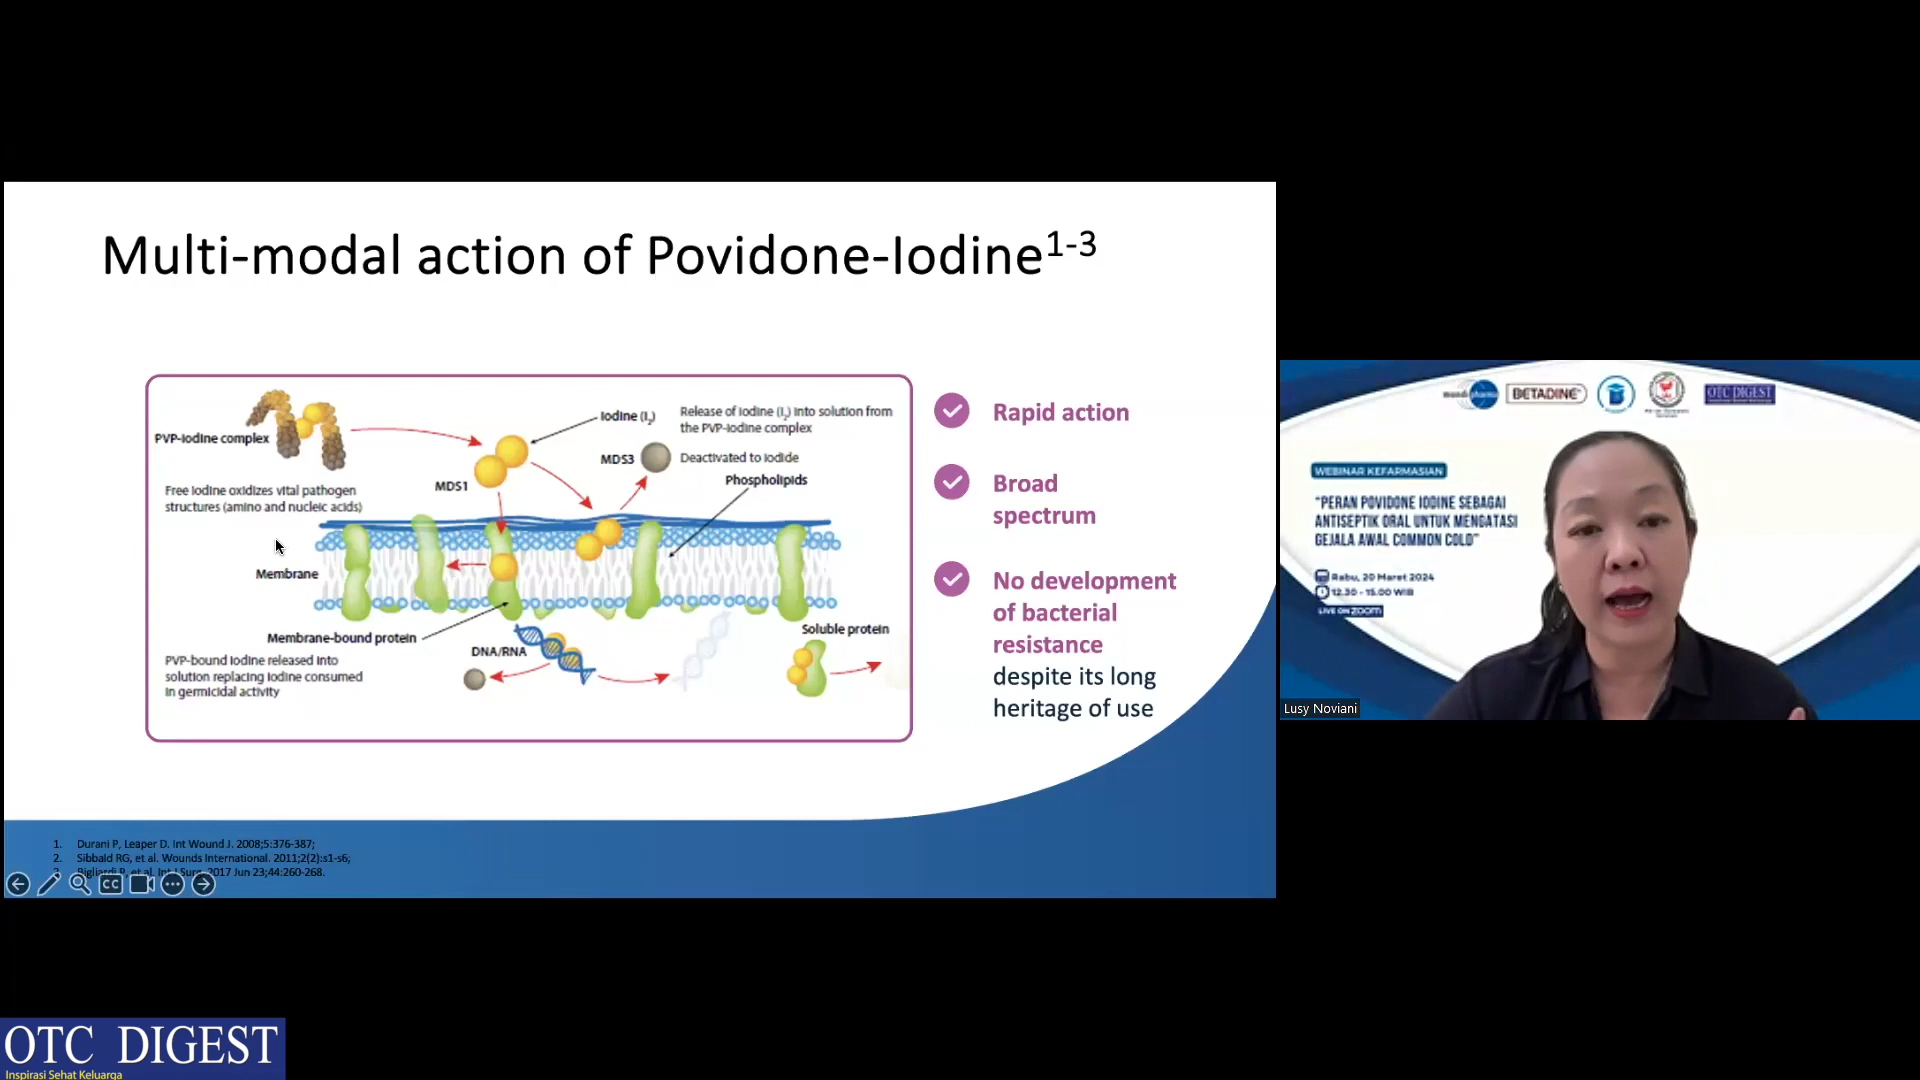 Multi-modal action of Povidone-Iodine1-3
PVP-Iodine complex
Iodine (I2)
Release of iodine (I2) into solution from
the PVP-iodine complex
MDS3
Deactivated to iodide
MDS1
Phospholipids
Free iodine oxidizes vital pathogen
structures (amino and nucleic acids)
Membrane
Membrane-bound protein
DNA/RNA
Soluble protein
PVP-bound iodine released into
solution replacing iodine consumed
in germicidal activity
Rapid action
Broad
spectrum
No development
of bacterial
resistance
despite its long
heritage of use
1. Durani P, Leaper D. Int Wound J. 2008;5:376-387;
2. Sibbald RG, et al. Wounds International. 2011;2(2):s1-s6;
Bigliardi P, et al. Int J Surg. 2017 Jun 23;44:260-268.
CC
mundipharma
BETADINE
OTC DIGEST
WEBINAR KEFARMASIAN
"PERAN POVIDONE IODINE SEBAGAI
ANTISEPTIK ORAL UNTUK MENGATASI
GEJALA AWAL COMMON COLD"
Rabu, 20 Maret 2024
12.30 - 15.00 WIB
LIVE ON zoom
Lusy Noviani
OTC DIGEST
Inspirasi Sehat Keluarga